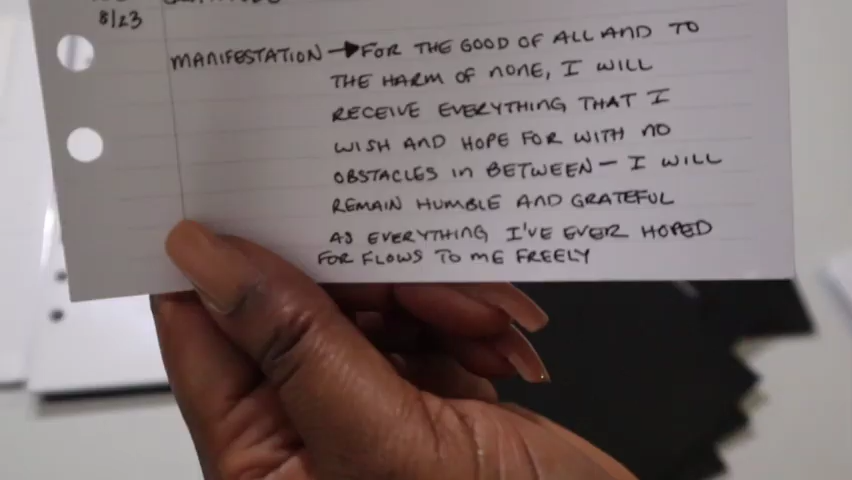 8/23
MANIFESTATION → FOR THE GOOD OF ALL AND TO
THE HARM OF NONE, I WILL
RECEIVE EVERYTHING THAT I
WISH AND HOPE FOR WITH NO
OBSTACLES IN BETWEEN — I WILL
REMAIN HUMBLE AND GRATEFUL
AS EVERYTHING I'VE EVER HOPED
FOR FLOWS TO ME FREELY